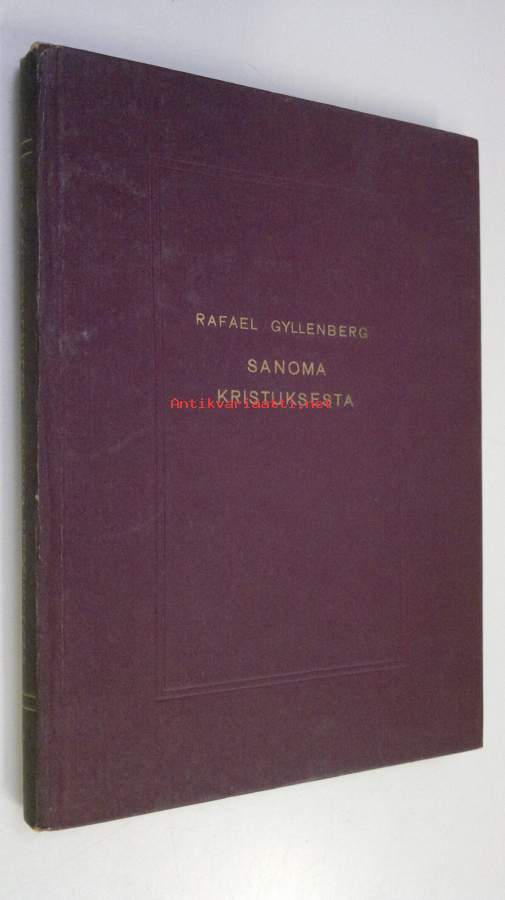 RAFAEL GYLLENBERG
SANOMA
KRISTUKSESTA
Antikvariaatti.net